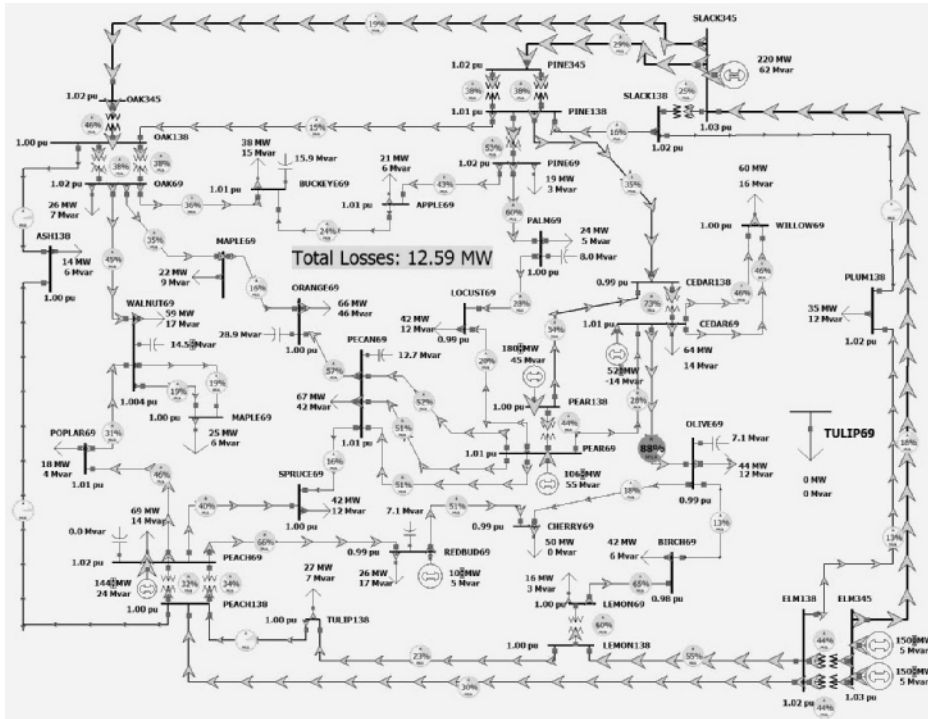 SLACK345
19%
29%
220 MW
62 Mvar
1.02 pu
PINE345
38%
38%
SLACK138
25%
1.02 pu
OAK345
46%
1.01 pu
PINE138
1.03 pu
15%
16%
1.02 pu
1.00 pu
OAK138
38%
38%
38 MW
15 Mvar
15.9 Mvar
21 MW
6 Mvar
53%
1.02 pu
PINE69
60 MW
16 Mvar
1.02 pu
OAK69
36%
1.01 pu
BUCKEYE69
43%
19 MW
3 Mvar
35%
26 MW
7 Mvar
1.01 pu
APPLE69
60%
PALM69
1.00 pu
WILLOW69
ASH138
35%
24%
24 MW
5 Mvar
45%
MAPLE69
14 MW
6 Mvar
Total Losses: 12.59 MW
8.0 Mvar
1.00 pu
46%
PLUM138
22 MW
9 Mvar
16%
ORANGE69
0.99 pu
CEDAR138
46%
1.00 pu
WALNUT69
59 MW
17 Mvar
66 MW
46 Mvar
LOCUST69
28%
73%
35 MW
12 Mvar
42 MW
12 Mvar
1.01 pu
CEDAR69
1.02 pu
14.5 Mvar
28.9 Mvar
PECAN69
0.99 pu
54%
1.00 pu
12.7 Mvar
180 MW
45 Mvar
64 MW
14 Mvar
57%
52 MW
-14 Mvar
19%
19%
1.004 pu
MAPLE69
1.00 pu
67 MW
42 Mvar
52%
1.00 pu
PEAR138
28%
18%
OLIVE69
31%
51%
44%
88%
7.1 Mvar
TULIP69
POPLAR69
25 MW
6 Mvar
1.01 pu
1.01 pu
PEAR69
44 MW
12 Mvar
18 MW
4 Mvar
1.01 pu
46%
SPRUCE69
16%
106 MW
55 Mvar
0 MW
0 Mvar
69 MW
14 Mvar
40%
51%
18%
0.99 pu
42 MW
12 Mvar
7.1 Mvar
51%
13%
13%
0.0 Mvar
1.00 pu
0.99 pu
CHERRY69
66%
50 MW
0 Mvar
42 MW
6 Mvar
BIRCH69
1.02 pu
PEACH69
0.99 pu
REDBUD69
144 MW
24 Mvar
32%
34%
27 MW
7 Mvar
26 MW
17 Mvar
10 MW
5 Mvar
16 MW
3 Mvar
65%
0.98 pu
1.00 pu
PEACH138
1.00 pu
LEMON69
ELM138
ELM345
1.00 pu
TULIP138
60%
1.00 pu
LEMON138
44%
150 MW
5 Mvar
23%
55%
150 MW
5 Mvar
30%
1.02 pu
1.03 pu
44%